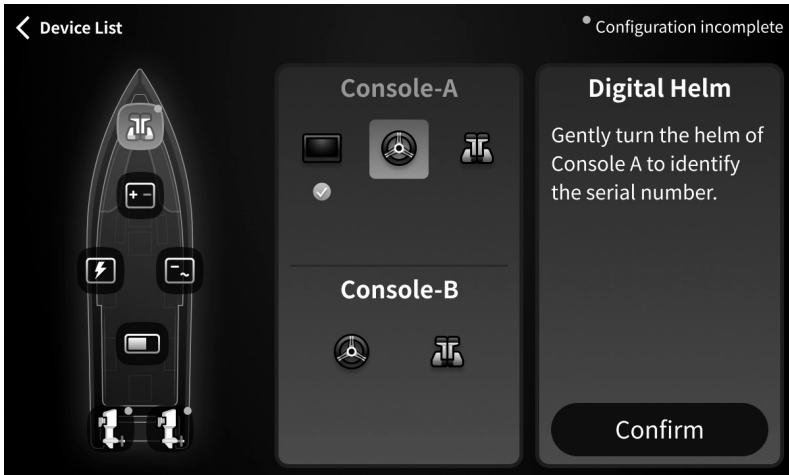 Device List
Configuration incomplete
Console-A
Console-B
Digital Helm
Gently turn the helm of
Console A to identify
the serial number.
Confirm